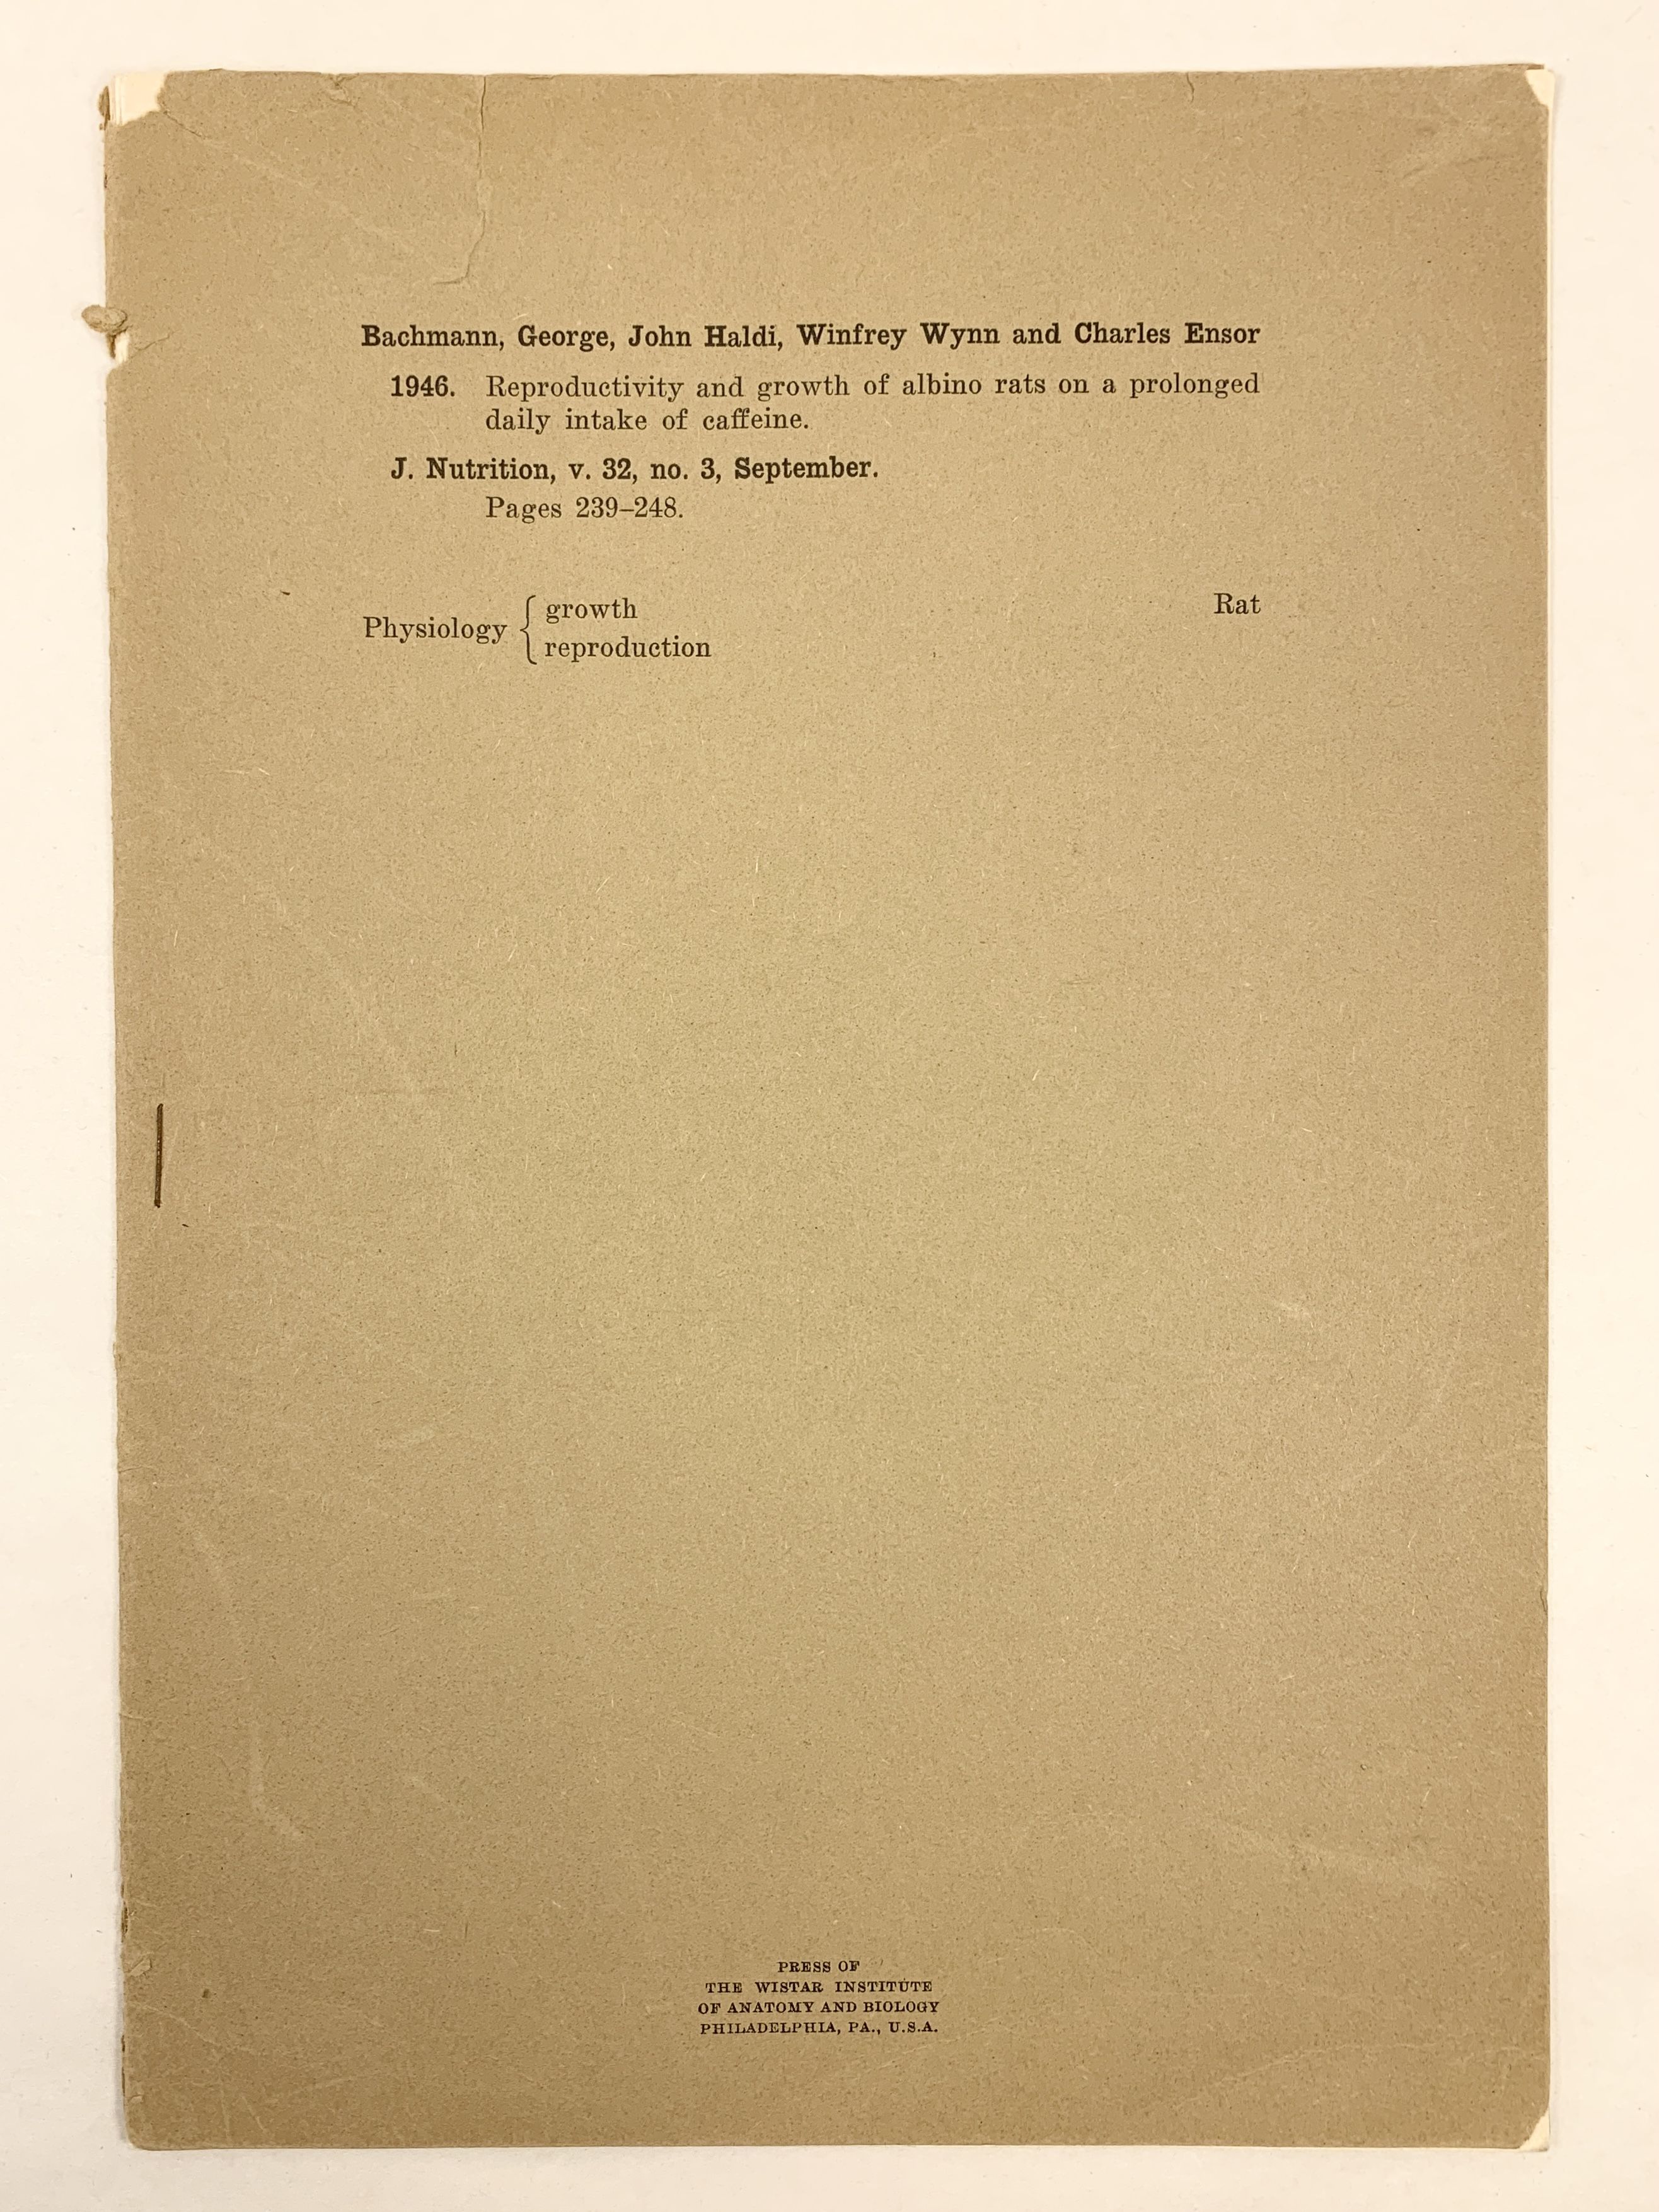 Bachmann, George, John Haldi, Winfrey Wynn and Charles Ensor
1946. Reproductivity and growth of albino rats on a prolonged
daily intake of caffeine.
J. Nutrition, v. 32, no. 3, September.
Pages 239–248.
Physiology { growth
reproduction
Rat
PRESS OF
THE WISTAR INSTITUTE
OF ANATOMY AND BIOLOGY
PHILADELPHIA, PA., U.S.A.